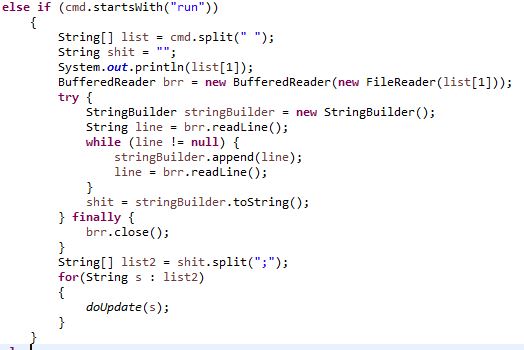 else if (cmd.startsWith("run"))
{
String[] list = cmd.split(" ");
String shit = "";
System.out.println(list[1]);
BufferedReader brr = new BufferedReader(new FileReader(list[1]));
try {
StringBuilder stringBuilder = new StringBuilder();
String line = brr.readLine();
while (line != null) {
stringBuilder.append(line);
line = brr.readLine();
}
shit = stringBuilder.toString();
} finally {
brr.close();
}
String[] list2 = shit.split(";");
for(String s : list2)
{
doUpdate(s);
}
}